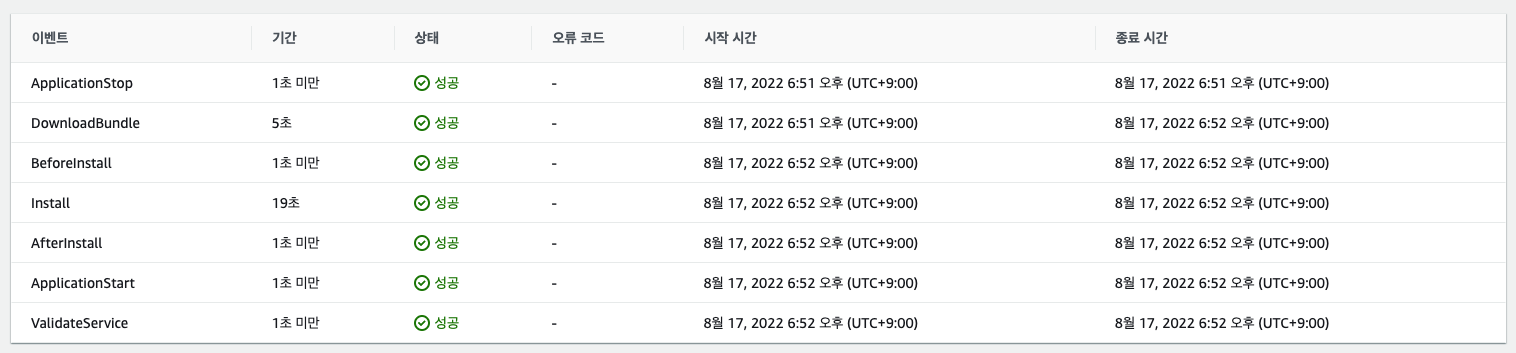 이벤트 기간 상태 오류 코드 시작 시간 종료 시간
ApplicationStop 1초 미만 성공 - 8월 17, 2022 6:51 오후 (UTC+9:00) 8월 17, 2022 6:51 오후 (UTC+9:00)
DownloadBundle 5초 성공 - 8월 17, 2022 6:51 오후 (UTC+9:00) 8월 17, 2022 6:52 오후 (UTC+9:00)
BeforeInstall 1초 미만 성공 - 8월 17, 2022 6:52 오후 (UTC+9:00) 8월 17, 2022 6:52 오후 (UTC+9:00)
Install 19초 성공 - 8월 17, 2022 6:52 오후 (UTC+9:00) 8월 17, 2022 6:52 오후 (UTC+9:00)
AfterInstall 1초 미만 성공 - 8월 17, 2022 6:52 오후 (UTC+9:00) 8월 17, 2022 6:52 오후 (UTC+9:00)
ApplicationStart 1초 미만 성공 - 8월 17, 2022 6:52 오후 (UTC+9:00) 8월 17, 2022 6:52 오후 (UTC+9:00)
ValidateService 1초 미만 성공 - 8월 17, 2022 6:52 오후 (UTC+9:00) 8월 17, 2022 6:52 오후 (UTC+9:00)